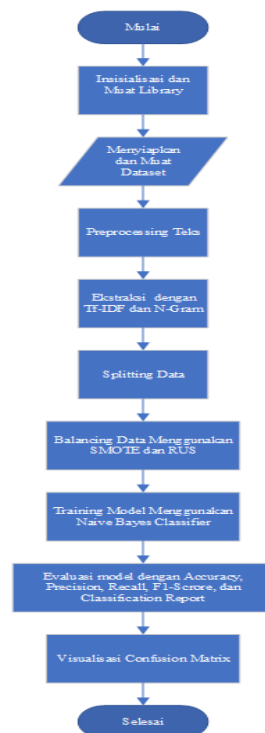 Mulai
Insisialisasi dan
Muat Library
Menyiapkan
dan Muat
Dataset
Preprocessing Teks
Ekstraksi dengan
Tf-IDF dan N-Gram
Splitting Data
Balancing Data Menggunakan
SMOTE dan RUS
Training Model Menggunakan
Naive Bayes Classifier
Evaluasi model dengan Accuracy,
Precision, Recall, F1-Scrore, dan
Classification Report
Visualisasi Confusion Matrix
Selesai